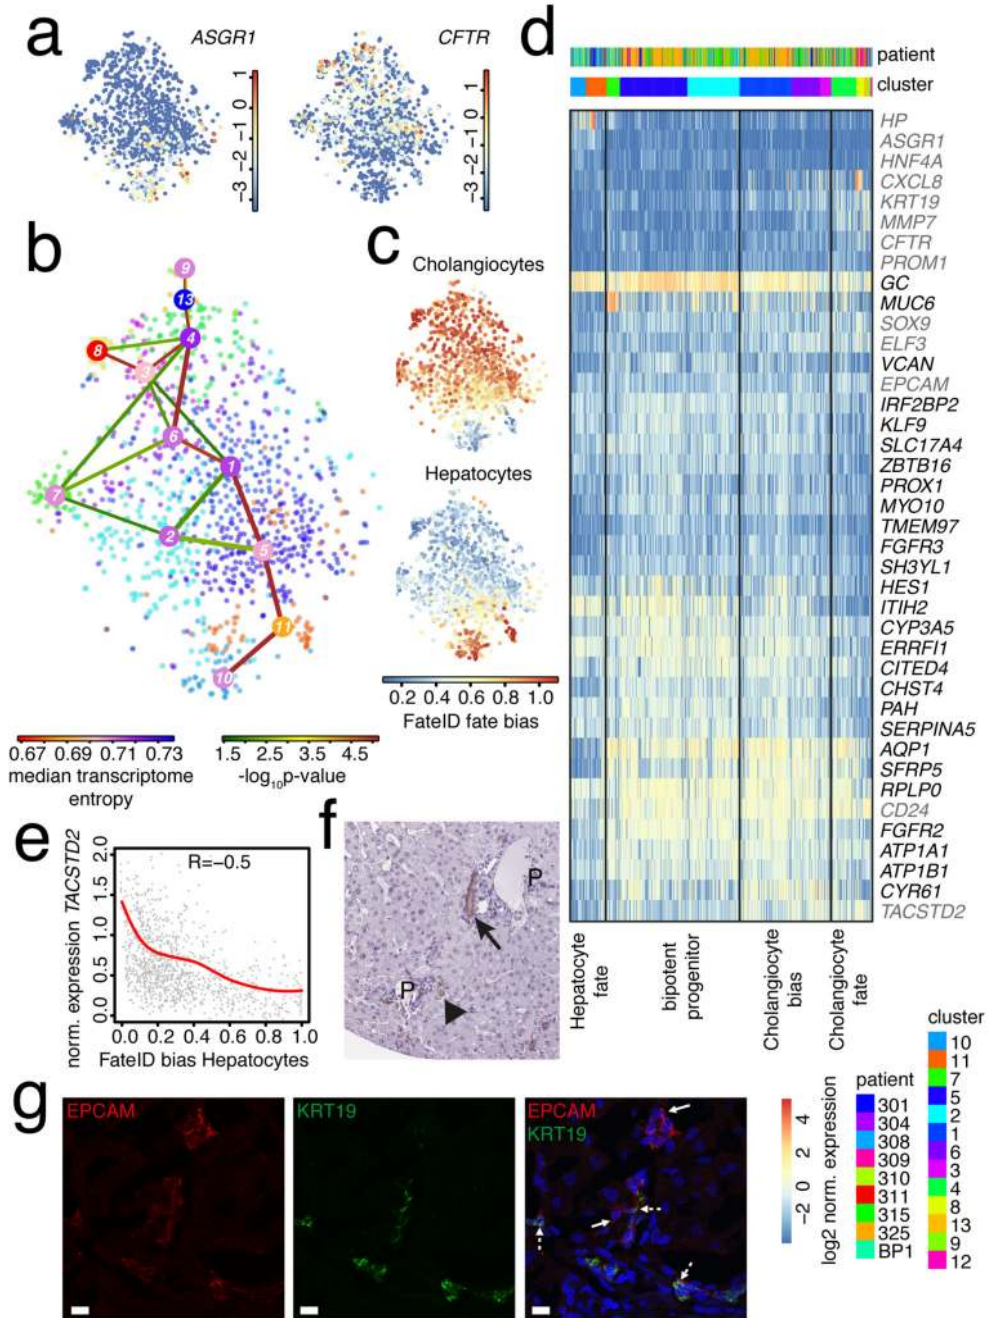 a
ASGR1
1
0
−1
−2
−3
CFTR
1
0
−1
−2
−3
b
9
13
4
8
3
6
1
7
2
5
11
10
0.67 0.69 0.71 0.73
median transcriptome
entropy
1.5 2.5 3.5 4.5
-log10p-value
c
Cholangiocytes
Hepatocytes
0.2 0.4 0.6 0.8 1.0
FateID fate bias
d
patient
cluster
HP
ASGR1
HNF4A
CXCL8
KRT19
MMP7
CFTR
PROM1
GC
MUC6
SOX9
ELF3
VCAN
EPCAM
IRF2BP2
KLF9
SLC17A4
ZBTB16
PROX1
MYO10
TMEM97
FGFR3
SH3YL1
HES1
ITIH2
CYP3A5
ERRFI1
CITED4
CHST4
PAH
SERPINA5
AQP1
SFRP5
RPLP0
CD24
FGFR2
ATP1A1
ATP1B1
CYR61
TACSTD2
Hepatocyte
fate
bipotent
progenitor
Cholangiocyte
bias
Cholangiocyte
fate
e
norm. expression TACSTD2
2.0
1.5
1.0
0.5
0.0
R=−0.5
0.0 0.2 0.4 0.6 0.8 1.0
FateID bias Hepatocytes
f
P
P
g
EPCAM
KRT19
EPCAM
KRT19
4
2
0
−2
log2 norm. expression
patient
301
304
308
309
310
311
315
325
BP1
cluster
10
11
7
5
2
1
6
3
4
8
13
9
12